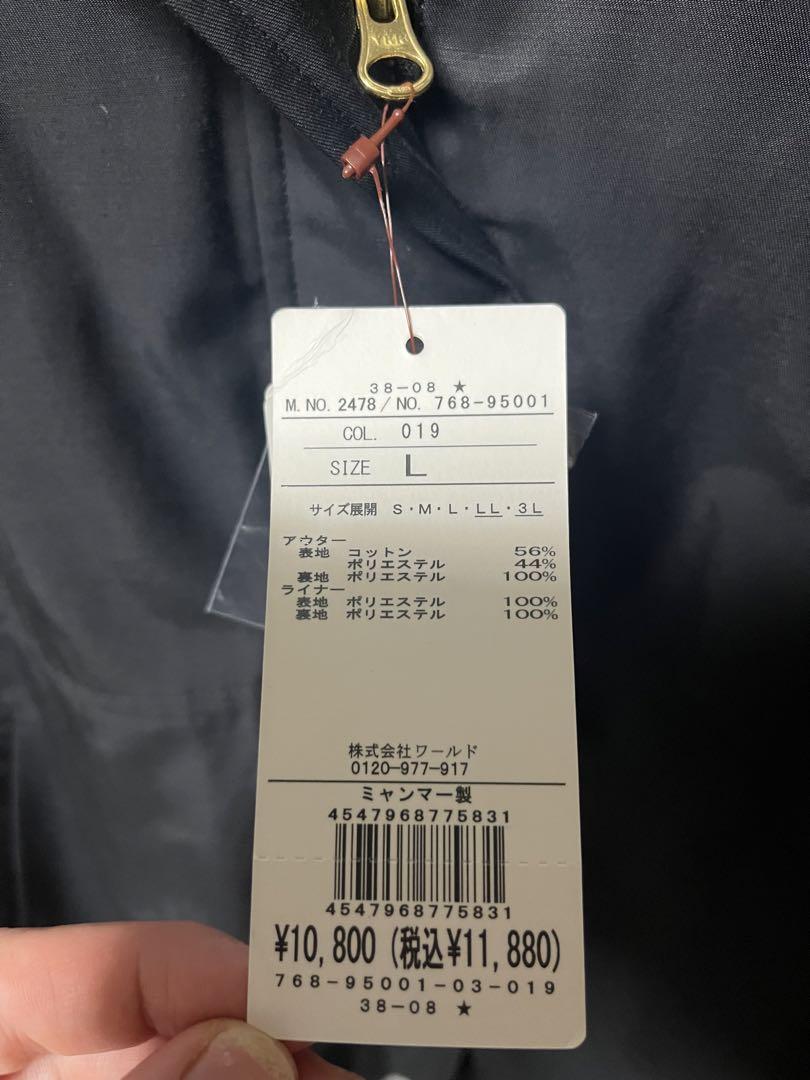 YKK
38-08 ★
M. NO. 2478 / NO. 768-95001
COL. 019
SIZE L
サイズ展開 S・M・L・LL・3L
アウター
表地 コットン 56%
ポリエステル 44%
裏地 ポリエステル 100%
ライナー
表地 ポリエステル 100%
裏地 ポリエステル 100%
株式会社ワールド
0120-977-917
ミャンマー製
4547968775831
4547968775831
¥10,800 (税込¥11,880)
768-95001-03-019
38-08 ★